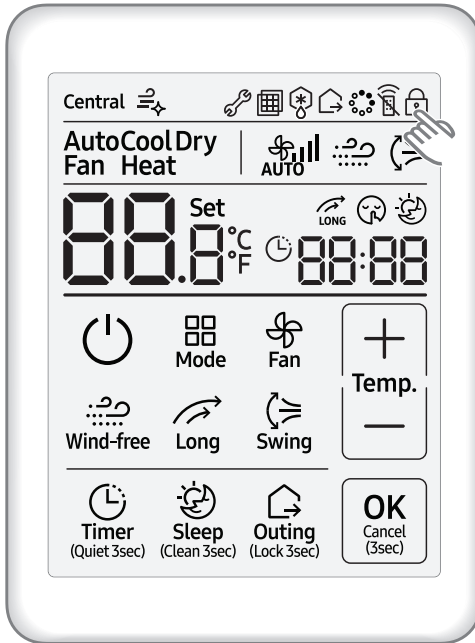 Central
AutoCoolDry
Fan Heat
AUTO
LONG
Set
88.8°C
°F
88:88
Mode
Fan
Temp.
Wind-free
Long
Swing
Timer
(Quiet 3sec)
Sleep
(Clean 3sec)
Outing
(Lock 3sec)
OK
Cancel
(3sec)